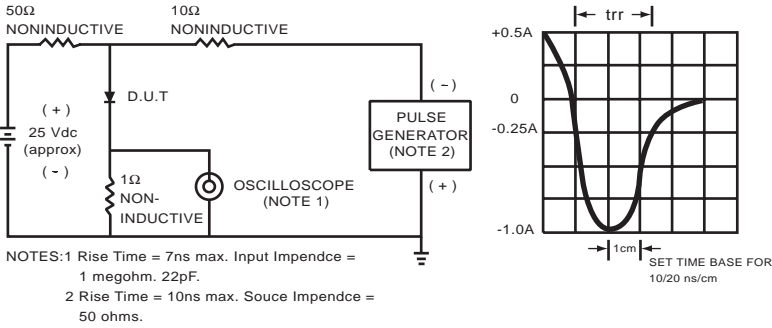 50Ω
NONINDUCTIVE
10Ω
NONINDUCTIVE
D.U.T
( + )
25 Vdc
(approx)
( - )
1Ω
NON-
INDUCTIVE
OSCILLOSCOPE
(NOTE 1)
( - )
PULSE
GENERATOR
(NOTE 2)
( + )
trr
+0.5A
0
-0.25A
-1.0A
1cm
SET TIME BASE FOR
10/20 ns/cm
NOTES:1 Rise Time = 7ns max. Input Impendce =
1 megohm. 22pF.
2 Rise Time = 10ns max. Souce Impendce =
50 ohms.